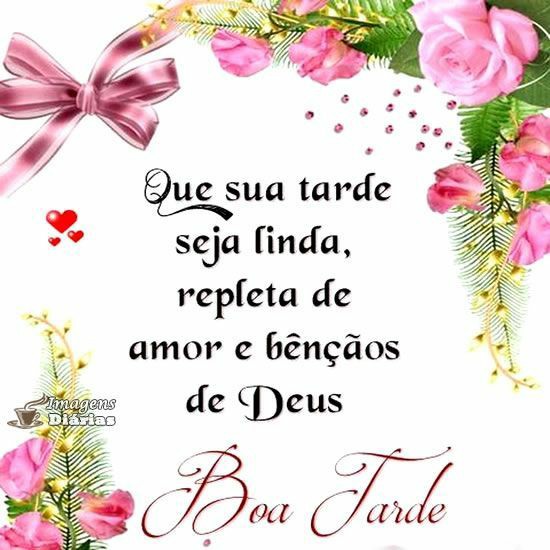 Que sua tarde
seja linda,
repleta de
amor e bênçãos
de Deus
Imagens
Diárias
Boa Tarde